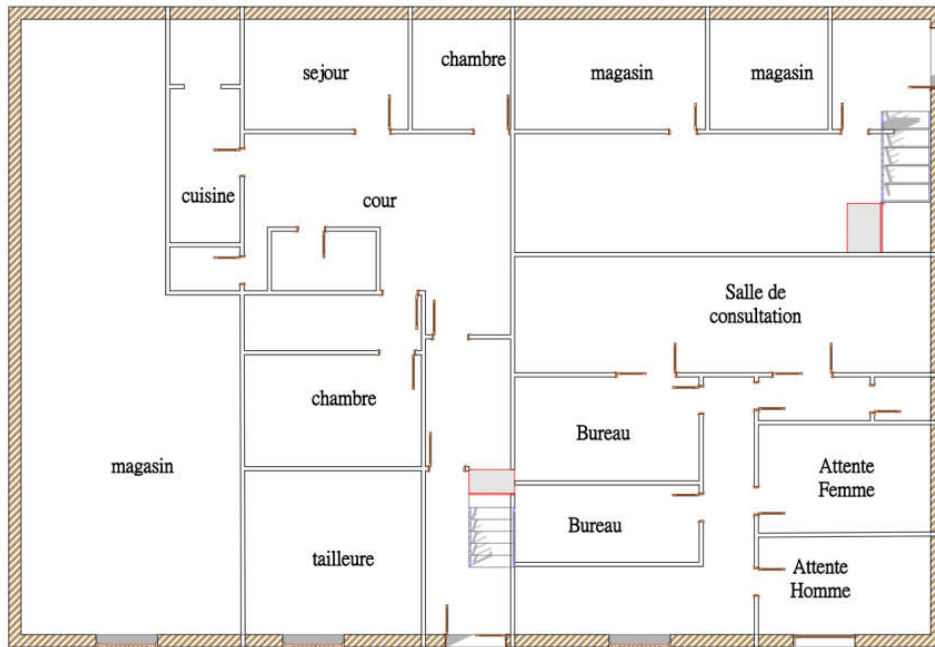 sejour
chambre
magasin
magasin
cuisine
cour
Salle de
consultation
chambre
Bureau
magasin
Attente
Femme
Bureau
tailleure
Attente
Homme